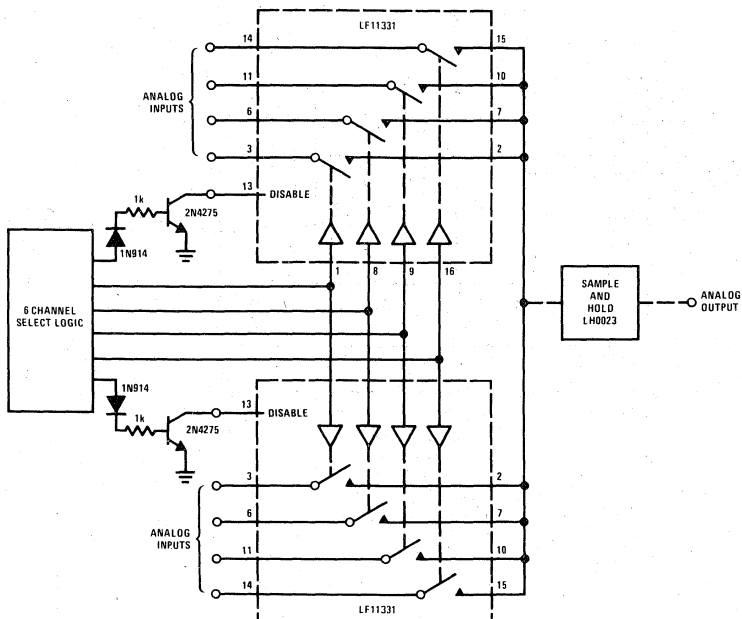 LF11331
14
15
11
10
ANALOG
INPUTS
6
7
3
2
13
DISABLE
1k
2N4275
1N914
1
8
9
16
6 CHANNEL
SELECT LOGIC
SAMPLE
AND
HOLD
LH0023
ANALOG
OUTPUT
1N914
13
DISABLE
1k
2N4275
3
2
6
7
ANALOG
INPUTS
11
10
14
15
LF11331